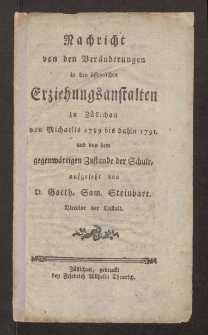 Nachricht
von den Veränderungen
in den öffentlichen
Erziehungsanstalten
zu Züllichau
von Michaelis 1789 bis dahin 1791.
und von dem
gegenwärtigen Zustande der Schule,
aufgesetzt von
D. Gotth. Sam. Steinbart.
Director der Anstalt.
Züllichau, gedruckt
bey Friedrich Wilhelm